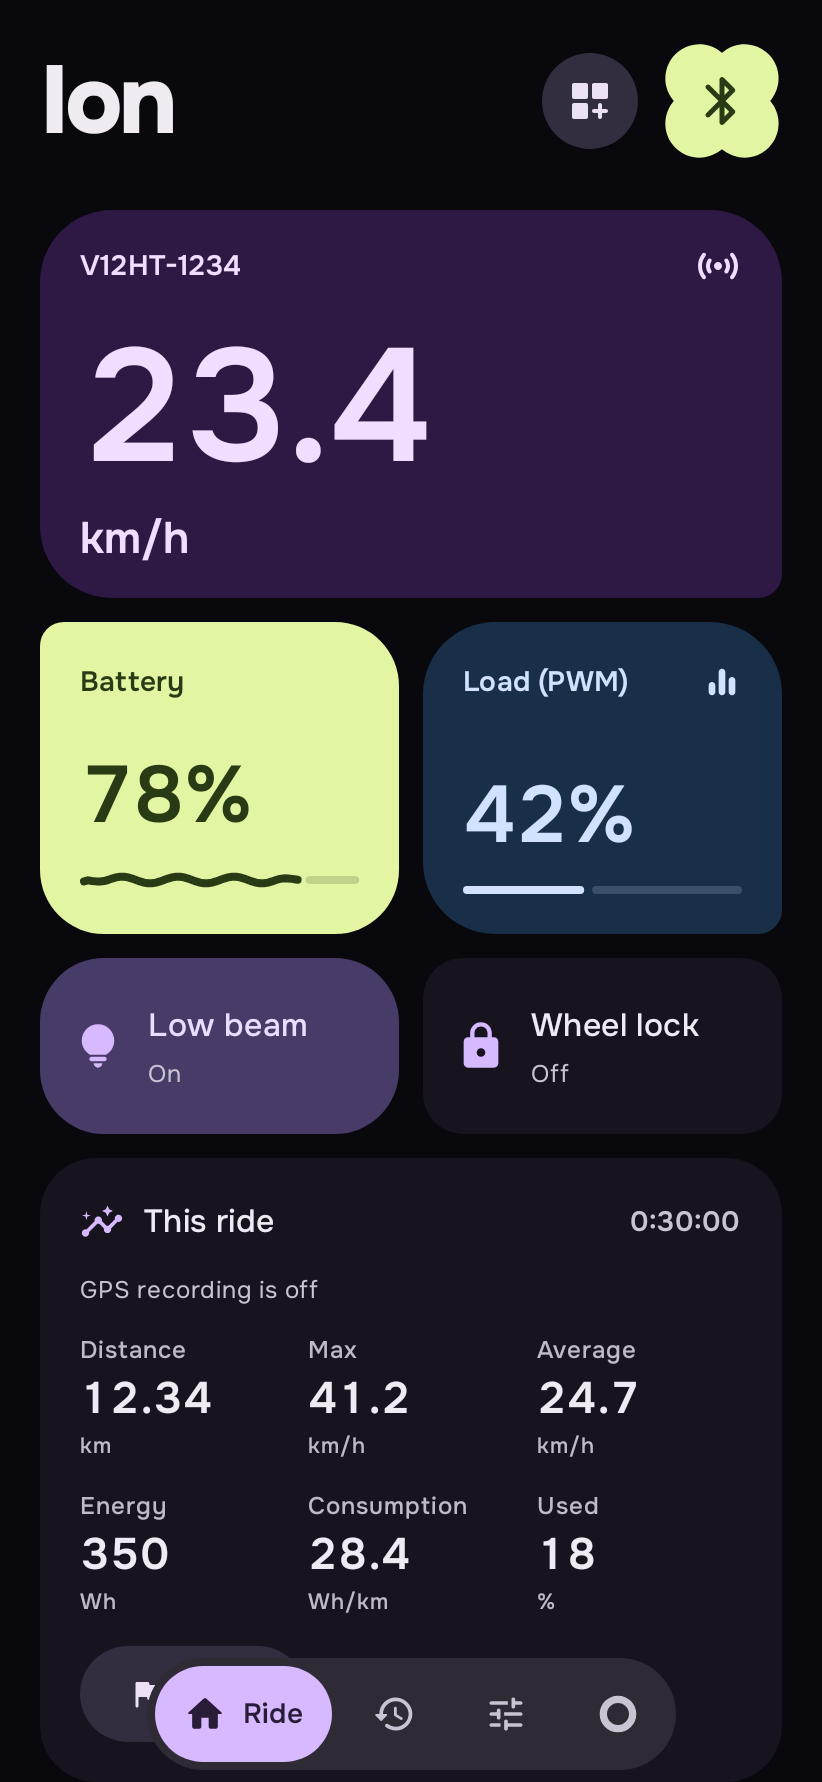 Ion
V12HT-1234
23.4
km/h
Battery
Load (PWM)
78%
42%
Low beam
On
Wheel lock
Off
This ride
0:30:00
GPS recording is off
Distance
Max
Average
12.34
41.2
24.7
km
km/h
km/h
Energy
Consumption
Used
350
28.4
18
Wh
Wh/km
%
Ride